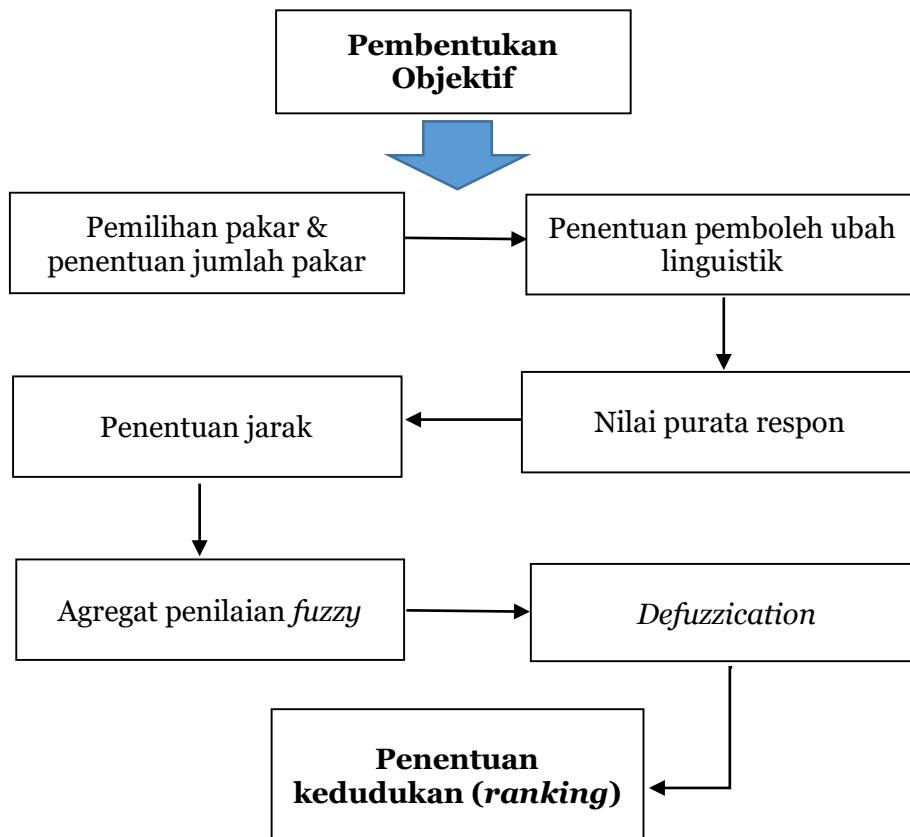 Pembentukan
Objektif
Pemilihan pakar &
penentuan jumlah pakar
Penentuan pemboleh ubah
linguistik
Nilai purata respon
Penentuan jarak
Agregat penilaian fuzzy
Defuzzication
Penentuan
kedudukan (ranking)